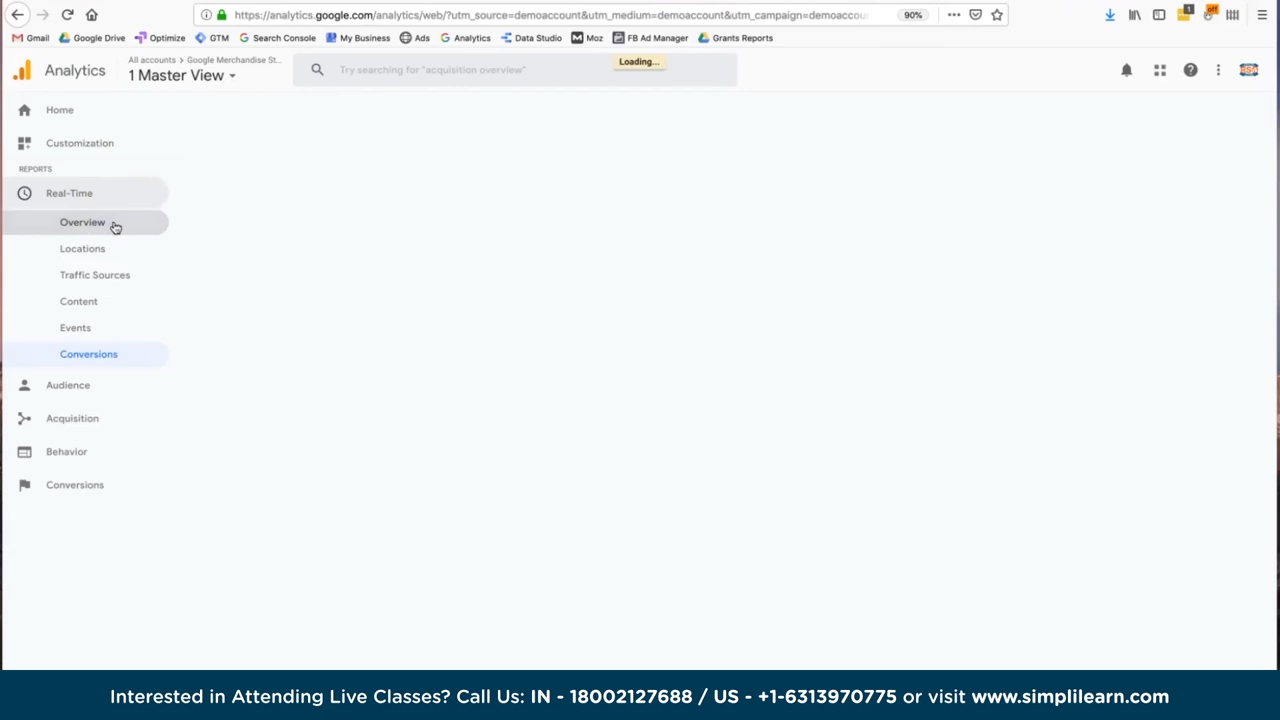 https://analytics.google.com/analytics/web/?utm_source=demoaccount&utm_medium=demoaccount&utm_campaign=demoaccou
90%
1
off
Gmail
Google Drive
Optimize
GTM
Search Console
My Business
Ads
Analytics
Data Studio
Moz
FB Ad Manager
Grants Reports
Analytics
All accounts > Google Merchandise St...
1 Master View
Try searching for "acquisition overview"
Loading...
Home
Customization
REPORTS
Real-Time
Overview
Locations
Traffic Sources
Content
Events
Conversions
Audience
Acquisition
Behavior
Conversions
Interested in Attending Live Classes? Call Us: IN - 18002127688 / US - +1-6313970775 or visit www.simplilearn.com